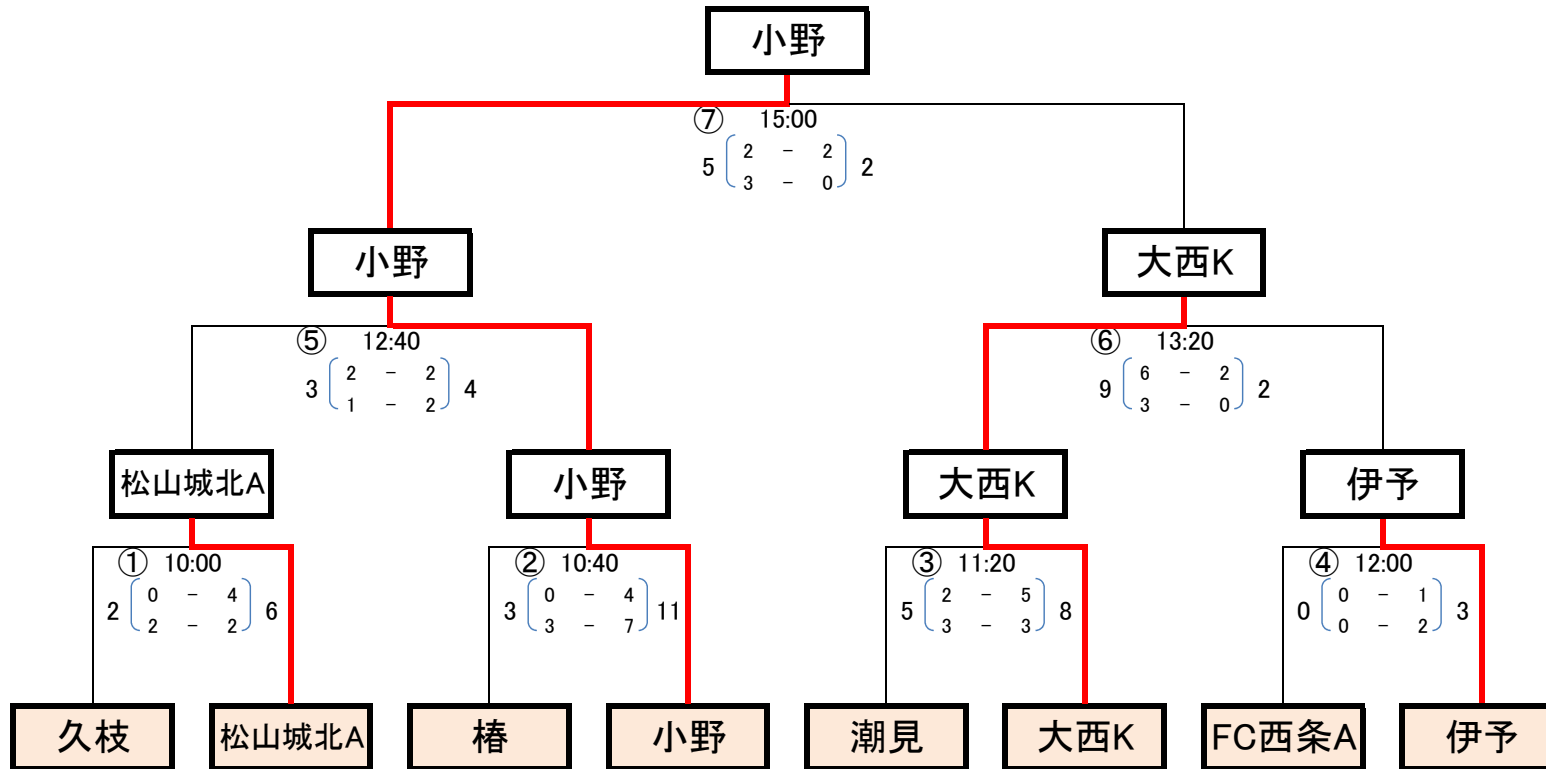 小野
⑦ 15:00
2 － 2
5 2
3 － 0
小野 大西K
⑤ 12:40 ⑥ 13:20
2 － 2 6 － 2
3 4 9 2
1 － 2 3 － 0
松山城北A 小野 大西K 伊予
① 10:00 ② 10:40 ③ 11:20 ④ 12:00
0 － 4 0 － 4 2 － 5 0 － 1
2 6 3 11 5 8 0 3
2 － 2 3 － 7 3 － 3 0 － 2
久枝 松山城北A 椿 小野 潮見 大西K FC西条A 伊予